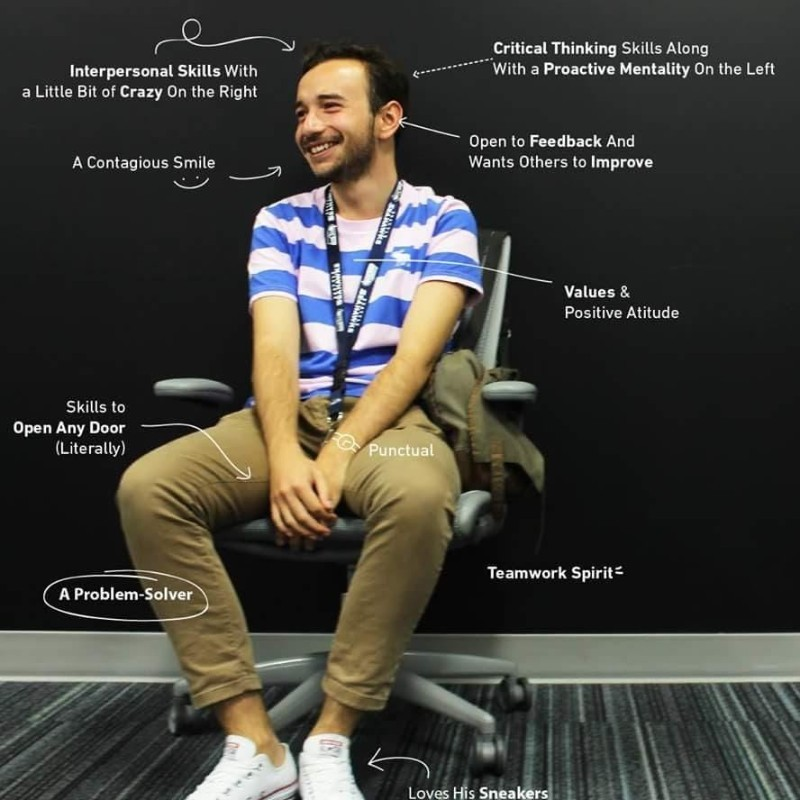 Interpersonal Skills With
a Little Bit of Crazy On the Right
Critical Thinking Skills Along
With a Proactive Mentality On the Left
Open to Feedback And
Wants Others to Improve
A Contagious Smile
Values &
Positive Atitude
Skills to
Open Any Door
(Literally)
Punctual
Teamwork Spirit
A Problem-Solver
Loves His Sneakers